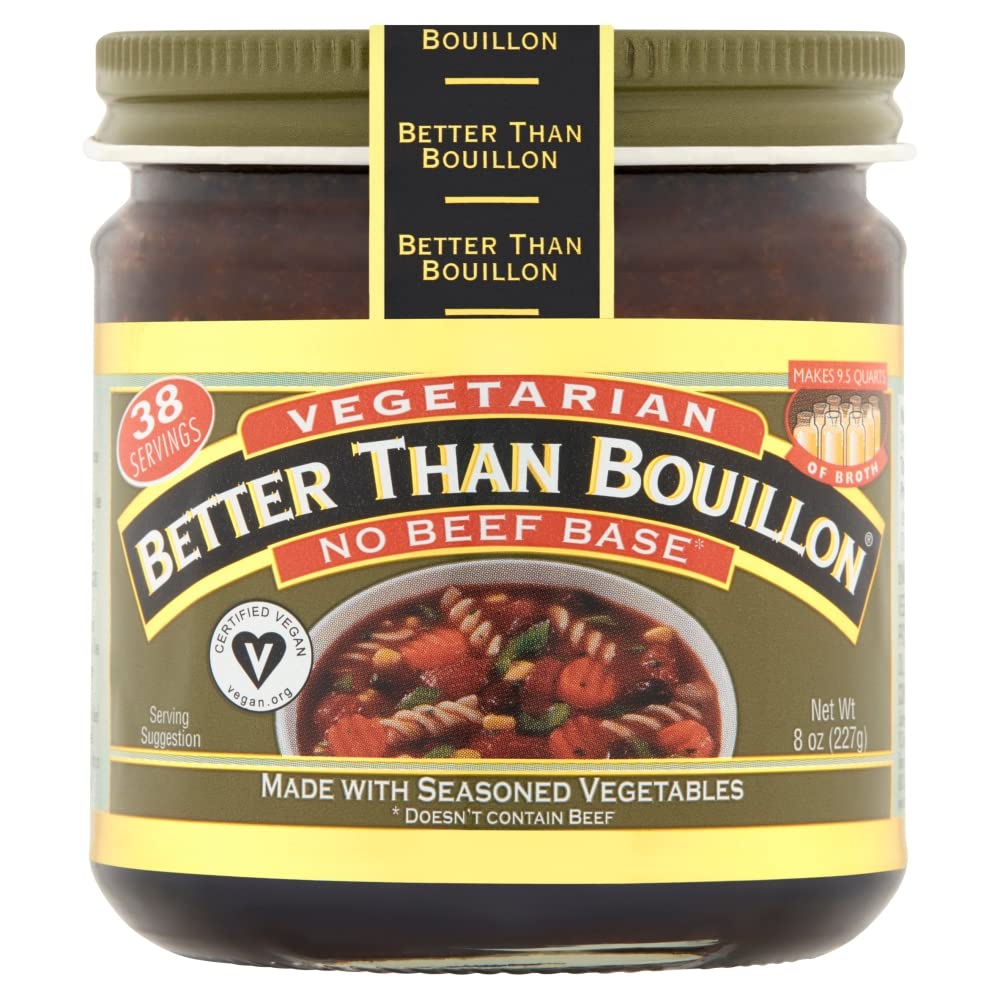 BOUILLON
BETTER THAN
BOUILLON
BETTER THAN
BOUILLON
38
SERVINGS
VEGETARIAN
MAKES 9.5 QUARTS
OF BROTH
BETTER THAN BOUILLON®
NO BEEF BASE*
CERTIFIED VEGAN
V
vegan.org
Serving
Suggestion
Net Wt
8 oz (227g)
MADE WITH SEASONED VEGETABLES
* DOESN'T CONTAIN BEEF